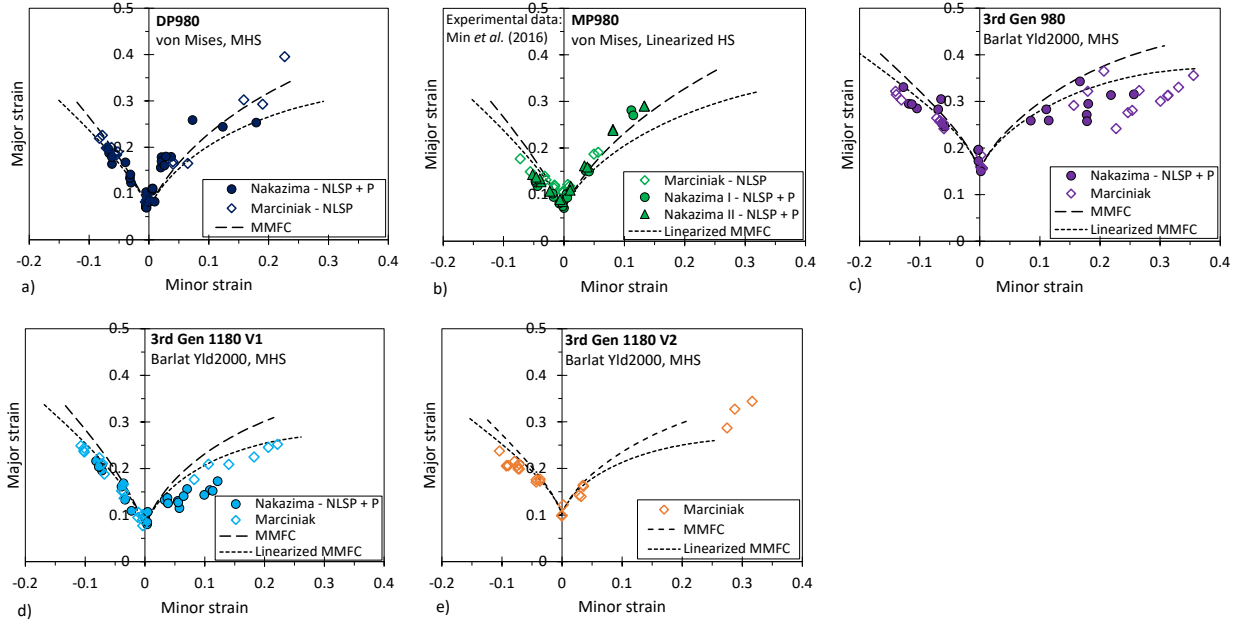 DP980
von Mises, MHS
0.5
0.4
0.3
0.2
0.1
0
Major strain
Nakazima - NLSP + P
Marciniak - NLSP
MMFC
Linearized MMFC
-0.2 -0.1 0 0.1 0.2 0.3 0.4
Minor strain
a)
Experimental data:
Min et al. (2016)
MP980
von Mises, Linearized HS
0.5
0.4
0.3
0.2
0.1
0
Major strain
Marciniak - NLSP
Nakazima I - NLSP + P
Nakazima II - NLSP + P
MMFC
Linearized MMFC
-0.2 -0.1 0 0.1 0.2 0.3 0.4
Minor strain
b)
3rd Gen 980
Barlat Yld2000, MHS
0.5
0.4
0.3
0.2
0.1
0
Miajor strain
Nakazima - NLSP + P
Marciniak
MMFC
Linearized MMFC
-0.2 -0.1 0 0.1 0.2 0.3 0.4
Minor strain
c)
3rd Gen 1180 V1
Barlat Yld2000, MHS
0.5
0.4
0.3
0.2
0.1
0
Major strain
Nakazima - NLSP + P
Marciniak
MMFC
Linearized MMFC
-0.2 -0.1 0 0.1 0.2 0.3 0.4
Minor strain
d)
3rd Gen 1180 V2
Barlat Yld2000, MHS
0.5
0.4
0.3
0.2
0.1
0
Major strain
Marciniak
MMFC
Linearized MMFC
-0.2 -0.1 0 0.1 0.2 0.3 0.4
Minor strain
e)